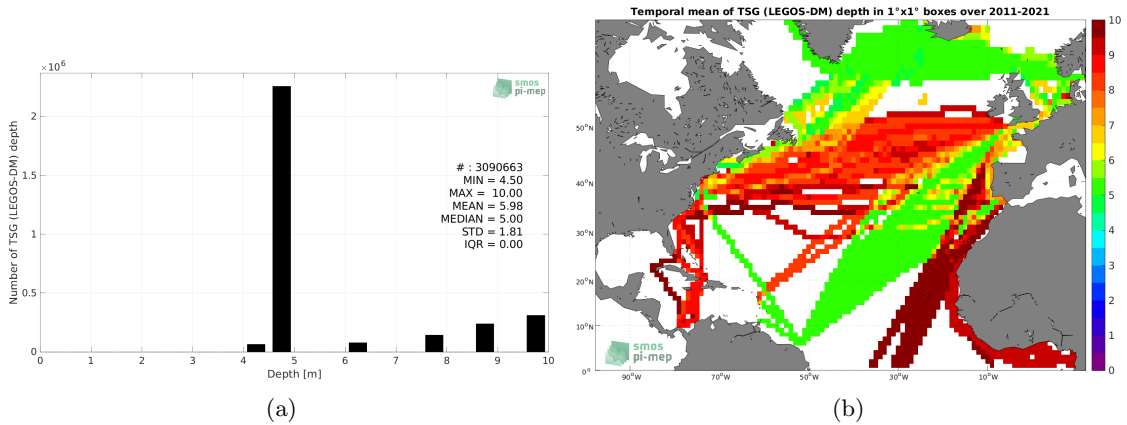 ×10⁶
2
1.5
1
0.5
0
Number of TSG (LEGOS-DM) depth
0 1 2 3 4 5 6 7 8 9 10
Depth [m]
smos
pi-mep
# : 3090663
MIN = 4.50
MAX = 10.00
MEAN = 5.98
MEDIAN = 5.00
STD = 1.81
IQR = 0.00
(a)
Temporal mean of TSG (LEGOS-DM) depth in 1°x1° boxes over 2011-2021
50°N
40°N
30°N
20°N
10°N
0°
90°W 70°W 50°W 30°W 10°W
smos
pi-mep
10
9
8
7
6
5
4
3
2
1
0
(b)